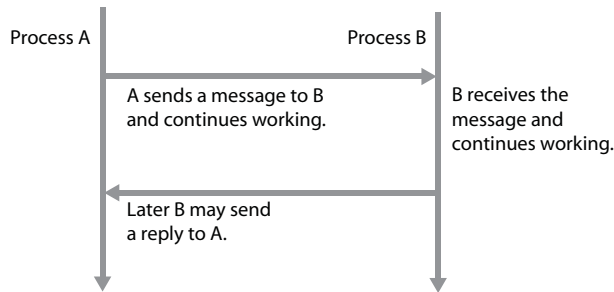 Process A
Process B
A sends a message to B
and continues working.
B receives the
message and
continues working.
Later B may send
a reply to A.